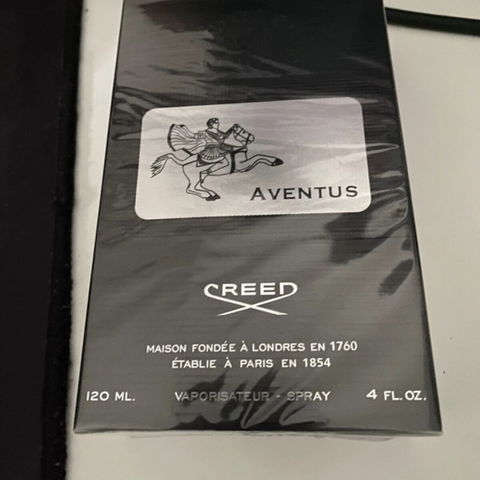 AVENTUS
CREED
MAISON FONDÉE À LONDRES EN 1760
ÉTABLIE À PARIS EN 1854
120 ML. VAPORISATEUR - SPRAY 4 FL. OZ.